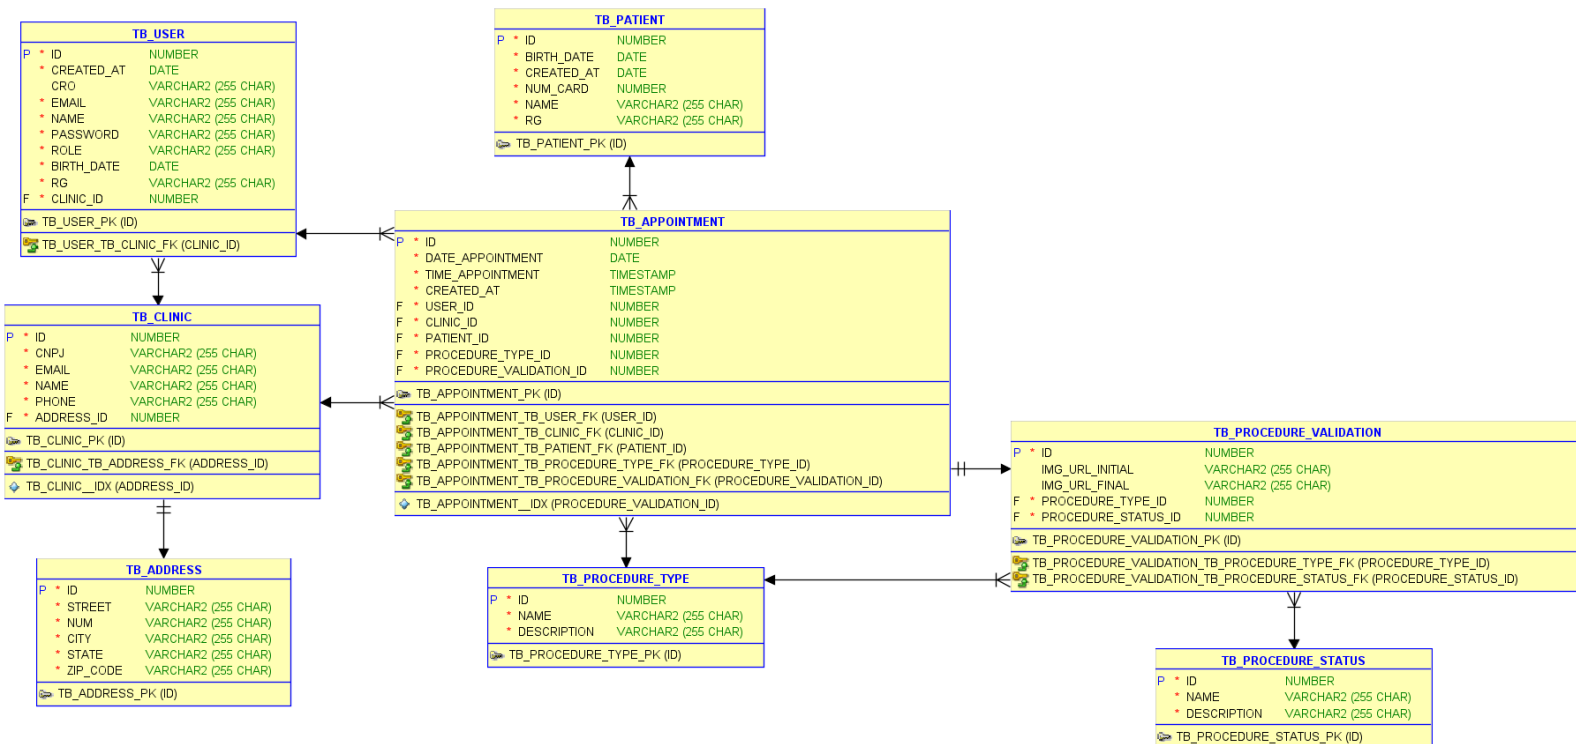 TB_USER
P * ID NUMBER
* CREATED_AT DATE
CRO VARCHAR2 (255 CHAR)
* EMAIL VARCHAR2 (255 CHAR)
* NAME VARCHAR2 (255 CHAR)
* PASSWORD VARCHAR2 (255 CHAR)
* ROLE VARCHAR2 (255 CHAR)
* BIRTH_DATE DATE
* RG VARCHAR2 (255 CHAR)
F * CLINIC_ID NUMBER
TB_USER_PK (ID)
TB_USER_TB_CLINIC_FK (CLINIC_ID)
TB_PATIENT
P * ID NUMBER
* BIRTH_DATE DATE
* CREATED_AT DATE
* NUM_CARD NUMBER
* NAME VARCHAR2 (255 CHAR)
* RG VARCHAR2 (255 CHAR)
TB_PATIENT_PK (ID)
TB_APPOINTMENT
P * ID NUMBER
* DATE_APPOINTMENT DATE
* TIME_APPOINTMENT TIMESTAMP
* CREATED_AT TIMESTAMP
F * USER_ID NUMBER
F * CLINIC_ID NUMBER
F * PATIENT_ID NUMBER
F * PROCEDURE_TYPE_ID NUMBER
F * PROCEDURE_VALIDATION_ID NUMBER
TB_APPOINTMENT_PK (ID)
TB_APPOINTMENT_TB_USER_FK (USER_ID)
TB_APPOINTMENT_TB_CLINIC_FK (CLINIC_ID)
TB_APPOINTMENT_TB_PATIENT_FK (PATIENT_ID)
TB_APPOINTMENT_TB_PROCEDURE_TYPE_FK (PROCEDURE_TYPE_ID)
TB_APPOINTMENT_TB_PROCEDURE_VALIDATION_FK (PROCEDURE_VALIDATION_ID)
TB_APPOINTMENT__IDX (PROCEDURE_VALIDATION_ID)
TB_CLINIC
P * ID NUMBER
* CNPJ VARCHAR2 (255 CHAR)
* EMAIL VARCHAR2 (255 CHAR)
* NAME VARCHAR2 (255 CHAR)
* PHONE VARCHAR2 (255 CHAR)
F * ADDRESS_ID NUMBER
TB_CLINIC_PK (ID)
TB_CLINIC_TB_ADDRESS_FK (ADDRESS_ID)
TB_CLINIC__IDX (ADDRESS_ID)
TB_PROCEDURE_VALIDATION
P * ID NUMBER
IMG_URL_INITIAL VARCHAR2 (255 CHAR)
IMG_URL_FINAL VARCHAR2 (255 CHAR)
F * PROCEDURE_TYPE_ID NUMBER
F * PROCEDURE_STATUS_ID NUMBER
TB_PROCEDURE_VALIDATION_PK (ID)
TB_PROCEDURE_VALIDATION_TB_PROCEDURE_TYPE_FK (PROCEDURE_TYPE_ID)
TB_PROCEDURE_VALIDATION_TB_PROCEDURE_STATUS_FK (PROCEDURE_STATUS_ID)
TB_ADDRESS
P * ID NUMBER
* STREET VARCHAR2 (255 CHAR)
* NUM VARCHAR2 (255 CHAR)
* CITY VARCHAR2 (255 CHAR)
* STATE VARCHAR2 (255 CHAR)
* ZIP_CODE VARCHAR2 (255 CHAR)
TB_ADDRESS_PK (ID)
TB_PROCEDURE_TYPE
P * ID NUMBER
* NAME VARCHAR2 (255 CHAR)
* DESCRIPTION VARCHAR2 (255 CHAR)
TB_PROCEDURE_TYPE_PK (ID)
TB_PROCEDURE_STATUS
P * ID NUMBER
* NAME VARCHAR2 (255 CHAR)
* DESCRIPTION VARCHAR2 (255 CHAR)
TB_PROCEDURE_STATUS_PK (ID)